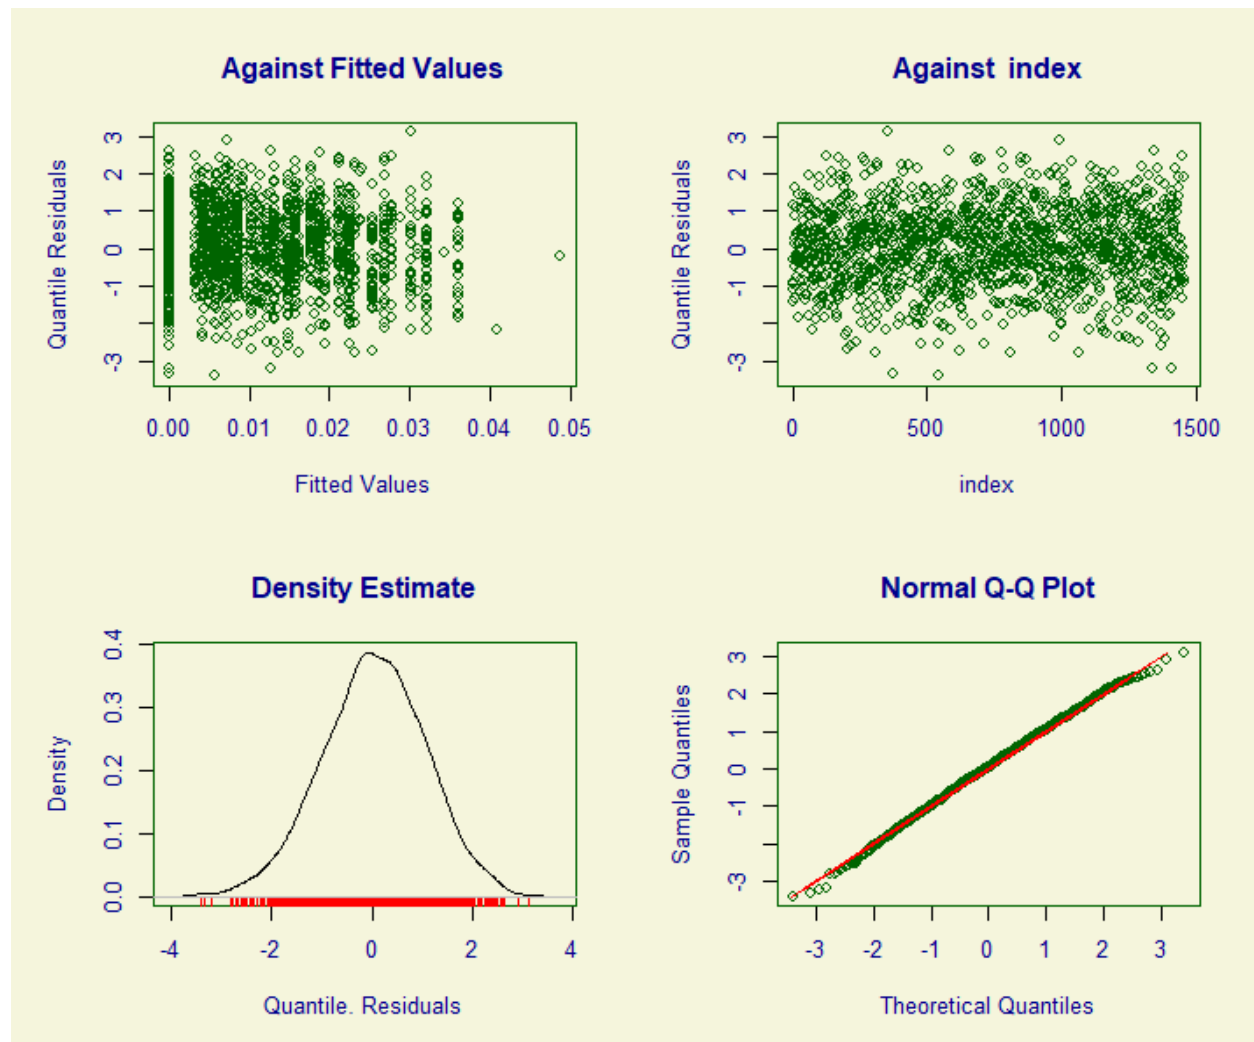 Against Fitted Values
Quantile Residuals
3
2
1
0
-1
-3
0.00 0.01 0.02 0.03 0.04 0.05
Fitted Values
Against index
Quantile Residuals
3
2
1
0
-1
-3
0 500 1000 1500
index
Density Estimate
Density
0.4
0.3
0.2
0.1
0.0
-4 -2 0 2 4
Quantile. Residuals
Normal Q-Q Plot
Sample Quantiles
3
2
1
0
-1
-3
-3 -2 -1 0 1 2 3
Theoretical Quantiles